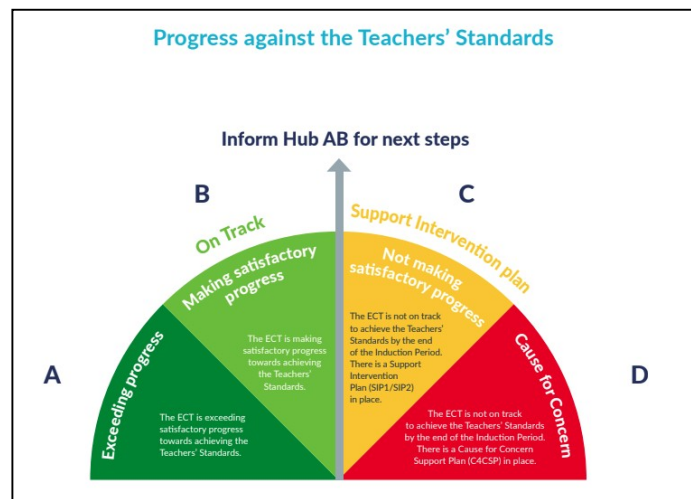 Progress against the Teachers' Standards
Inform Hub AB for next steps
A
Exceeding progress
The ECT is exceeding
satisfactory progress
towards achieving the
Teachers' Standards.
B
On Track
Making satisfactory
progress
The ECT is making
satisfactory progress
towards achieving
the Teachers'
Standards.
C
Support Intervention plan
Not making
satisfactory progress
The ECT is not on track
to achieve the Teachers'
Standards by the end
of the Induction Period.
There is a Support
Intervention
Plan (SIP1/SIP2)
in place.
D
Cause for Concern
The ECT is not on track
to achieve the Teachers' Standards
by the end of the Induction Period.
There is a Cause for Concern
Support Plan (C4CSP) in place.